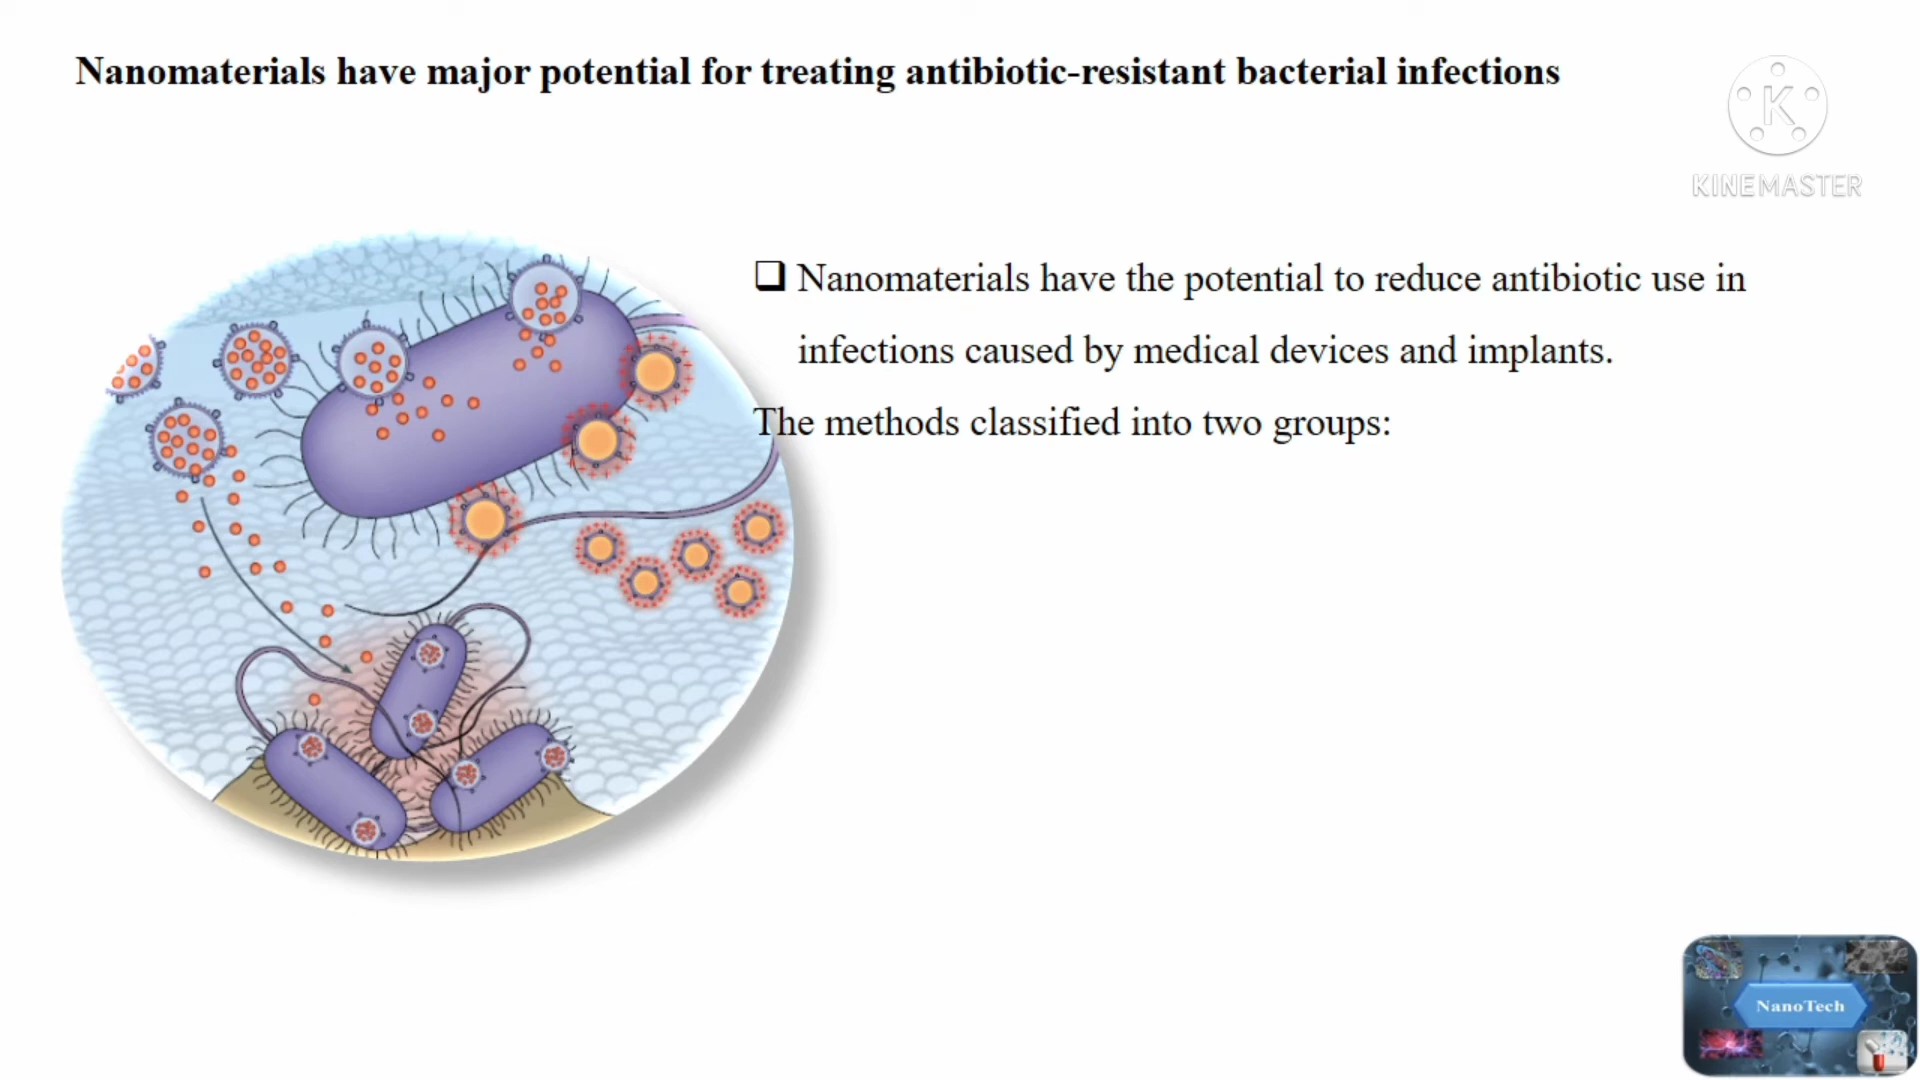 Nanomaterials have major potential for treating antibiotic-resistant bacterial infections
K
KINEMASTER
❑ Nanomaterials have the potential to reduce antibiotic use in
infections caused by medical devices and implants.
The methods classified into two groups:
NanoTech